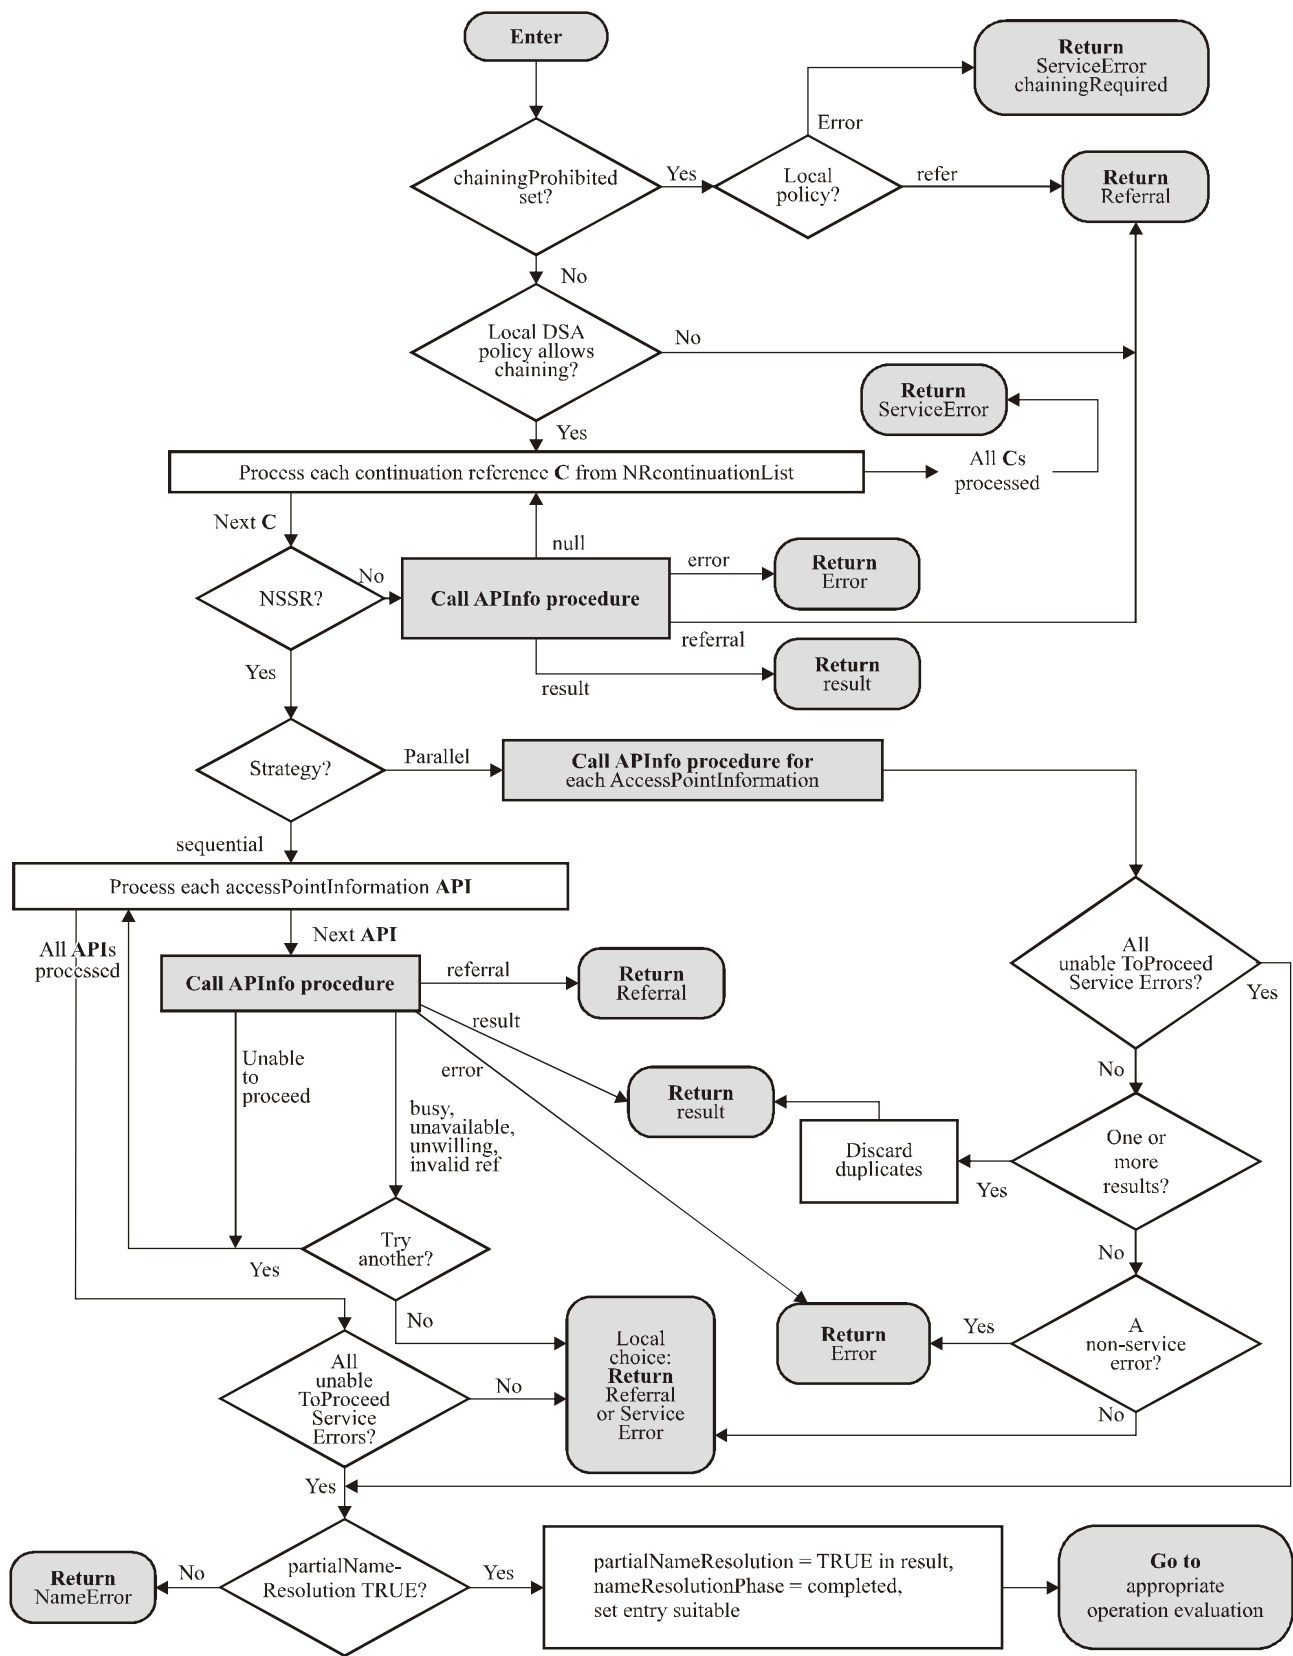 Enter
Return
ServiceError
chainingRequired
Error
chainingProhibited
set?
Yes
Local
policy?
refer
Return
Referral
No
Local DSA
policy allows
chaining?
No
Return
ServiceError
Yes
Process each continuation reference C from NRcontinuationList
All Cs
processed
Next C
null
NSSR?
No
Call APInfo procedure
error
Return
Error
referral
Yes
result
Return
result
Strategy?
Parallel
Call APInfo procedure for
each AccessPointInformation
sequential
Process each accessPointInformation API
All APIs
processed
Next API
Call APInfo procedure
referral
Return
Referral
All
unable ToProceed
Service Errors?
Yes
result
Unable
to
proceed
error
No
Return
result
busy,
unavailable,
unwilling,
invalid ref
Discard
duplicates
Yes
One or
more
results?
Try
another?
Yes
No
No
Local
choice:
Return
Referral
or Service
Error
Return
Error
Yes
A
non-service
error?
All
unable
ToProceed
Service
Errors?
No
No
Yes
Return
NameError
No
partialName-
Resolution TRUE?
Yes
partialNameResolution = TRUE in result,
nameResolutionPhase = completed,
set entry suitable
Go to
appropriate
operation evaluation